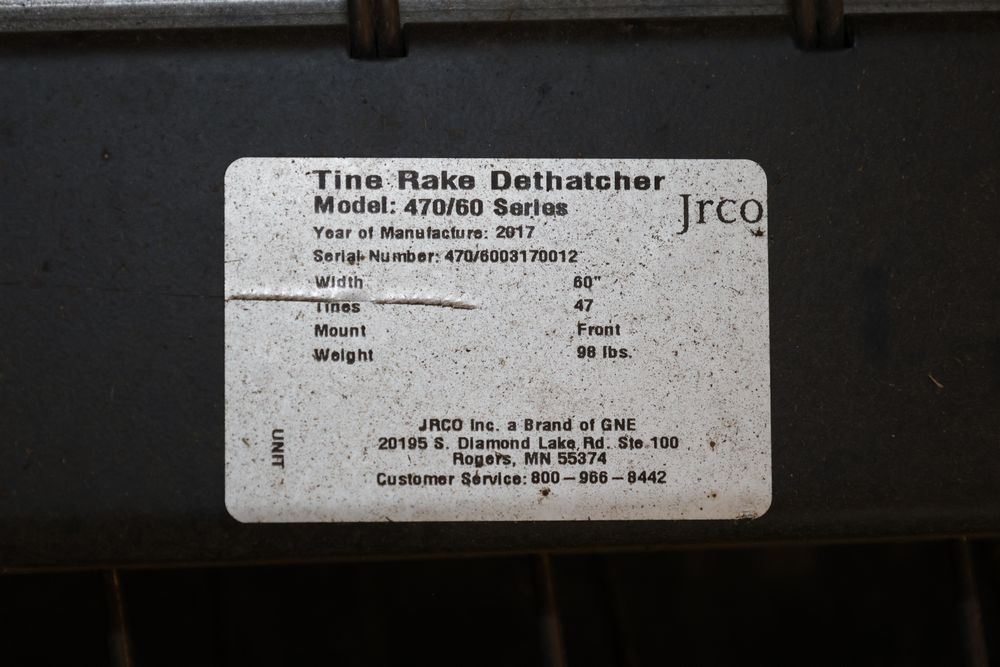 Tine Rake Dethatcher
Model: 470/60 Series
Jrco
Year of Manufacture: 2017
Serial Number: 470/6003170012
Width 60"
Tines 47
Mount Front
Weight 98 lbs.
UNIT
JRCO Inc. a Brand of GNE
20195 S. Diamond Lake Rd. Ste 100
Rogers, MN 55374
Customer Service: 800-966-8442